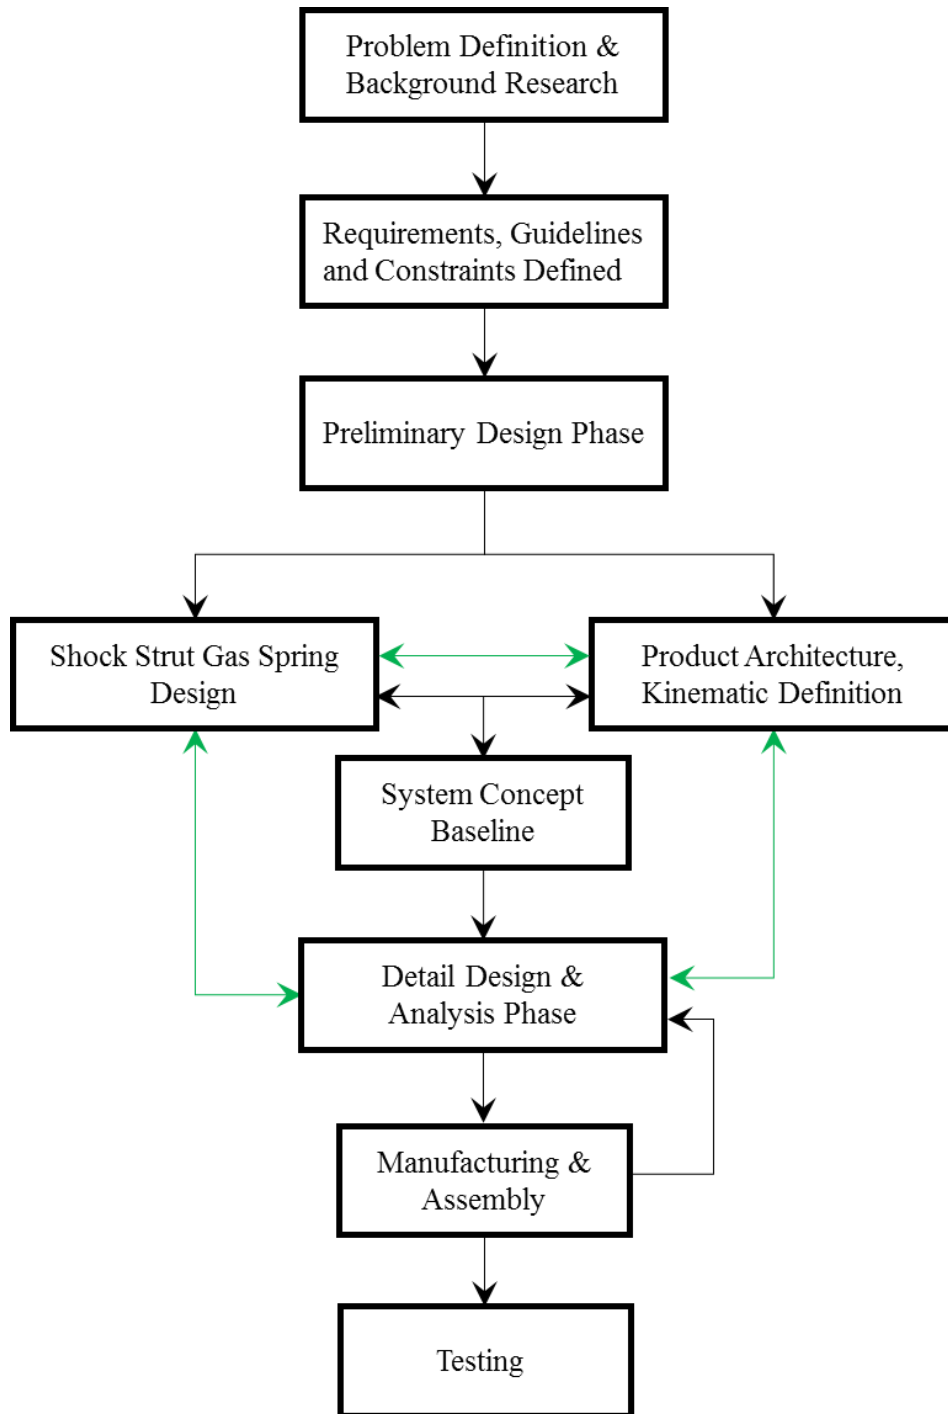 Problem Definition &
Background Research
Requirements, Guidelines
and Constraints Defined
Preliminary Design Phase
Shock Strut Gas Spring
Design
Product Architecture,
Kinematic Definition
System Concept
Baseline
Detail Design &
Analysis Phase
Manufacturing &
Assembly
Testing